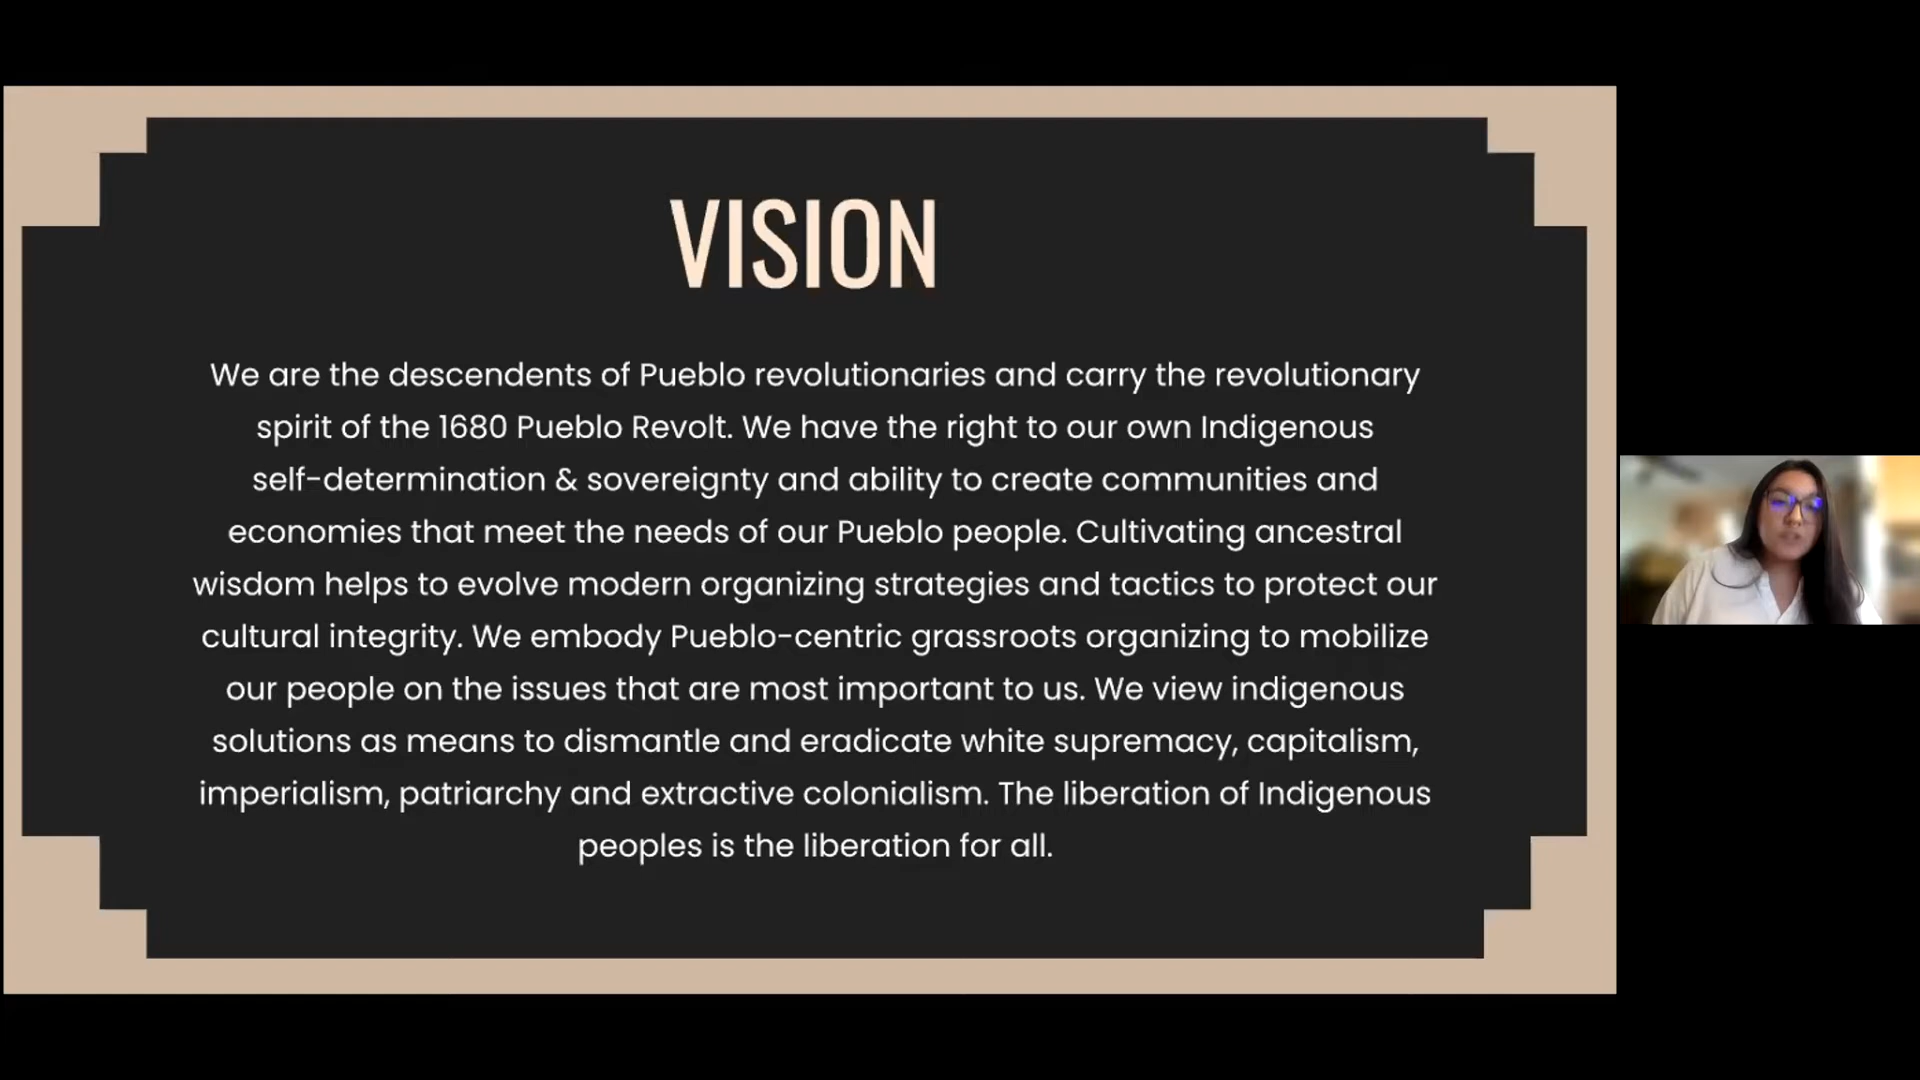 VISION
We are the descendents of Pueblo revolutionaries and carry the revolutionary
spirit of the 1680 Pueblo Revolt. We have the right to our own Indigenous
self-determination & sovereignty and ability to create communities and
economies that meet the needs of our Pueblo people. Cultivating ancestral
wisdom helps to evolve modern organizing strategies and tactics to protect our
cultural integrity. We embody Pueblo-centric grassroots organizing to mobilize
our people on the issues that are most important to us. We view indigenous
solutions as means to dismantle and eradicate white supremacy, capitalism,
imperialism, patriarchy and extractive colonialism. The liberation of Indigenous
peoples is the liberation for all.